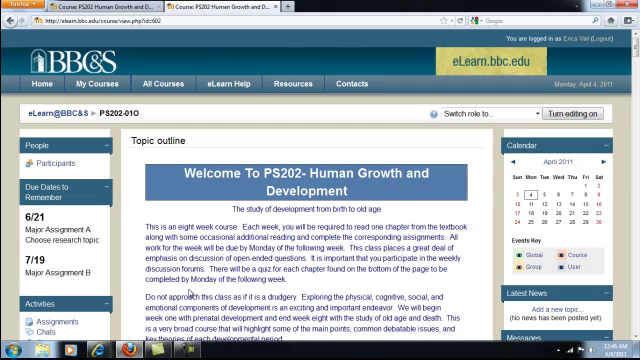 Firefox
Course: PS202 Human Growth and D...
Course: PS202 Human Growth and D...
http://elearn.bbc.edu/course/view.php?id=602
Google
You are logged in as Erica Vail (Logout)
BBC&S
eLearn.bbc.edu
Home My Courses All Courses eLearn Help Resources Contacts
Monday, April 4, 2011
eLearn@BBC&S ► PS202-01O
Switch role to...
Turn editing on
People
Participants
Due Dates to
Remember
6/21
Major Assignment A
Choose research topic
7/19
Major Assignment B
Activities
Assignments
Chats
Topic outline
Welcome To PS202- Human Growth and
Development
The study of development from birth to old age
This is an eight week course. Each week, you will be required to read one chapter from the textbook
along with some occasional additional reading and complete the corresponding assignments. All
work for the week will be due by Monday of the following week. This class places a great deal of
emphasis on discussion of open-ended questions. It is important that you participate in the weekly
discussion forums. There will be a quiz for each chapter found on the bottom of the page to be
completed by Monday of the following week.
Do not approach this class as if it is a drudgery. Exploring the physical, cognitive, social, and
emotional components of development is an exciting and important endeavor. We will begin
week one with prenatal development and end week eight with the study of old age and death. This
is a very broad course that will highlight some of the main points, common debatable issues, and
key theories of each developmental period.
Calendar
◄ April 2011 ►
Sun Mon Tue Wed Thu Fri Sat
1 2
3 4 5 6 7 8 9
10 11 12 13 14 15 16
17 18 19 20 21 22 23
24 25 26 27 28 29 30
Events Key
Global Course
Group User
Latest News
Add a new topic...
(No news has been posted yet)
Messages
12:46 AM
4/4/2011